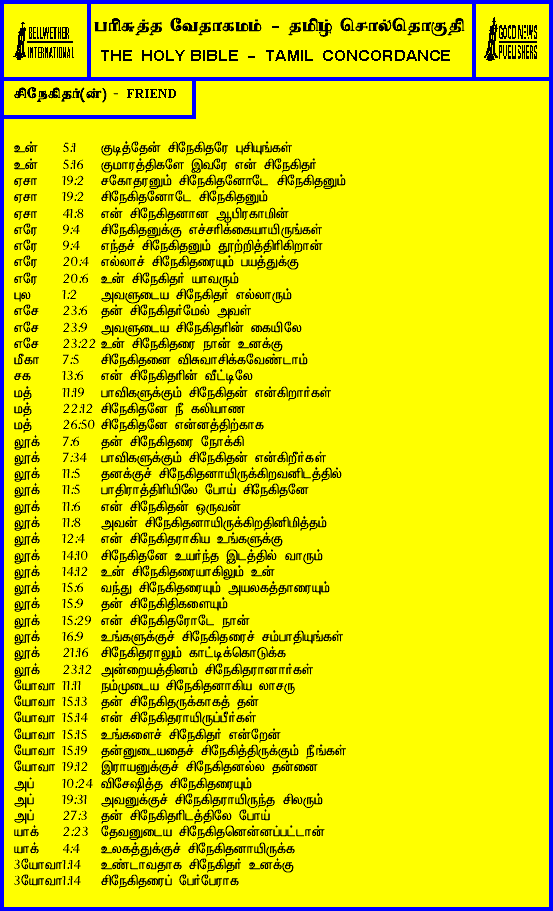 BELLWETHER
INTERNATIONAL
பரிசுத்த வேதாகமம் - தமிழ் சொல்தொகுதி
THE HOLY BIBLE - TAMIL CONCORDANCE
GOOD NEWS
PUBLISHERS
சிநேகிதர்(ன்) - FRIEND
உன் 5:1 குடித்தேன் சிநேகிதரே புசியுங்கள்
உன் 5:16 குமாரத்திகளே இவரே என் சிநேகிதர்
ஏசா 19:2 சகோதரனும் சிநேகிதனோடே சிநேகிதனும்
ஏசா 19:2 சிநேகிதனோடே சிநேகிதனும்
ஏசா 41:8 என் சிநேகிதனான ஆபிரகாமின்
எரே 9:4 சிநேகிதனுக்கு எச்சரிக்கையாயிருங்கள்
எரே 9:4 எந்தச் சிநேகிதனும் தூற்றித்திரிகிறான்
எரே 20:4 எல்லாச் சிநேகிதரையும் பயத்துக்கு
எரே 20:6 உன் சிநேகிதர் யாவரும்
புல 1:2 அவளுடைய சிநேகிதர் எல்லாரும்
எசே 23:6 தன் சிநேகிதர்மேல் அவள்
எசே 23:9 அவளுடைய சிநேகிதரின் கையிலே
எசே 23:22 உன் சிநேகிதரை நான் உனக்கு
மீகா 7:5 சிநேகிதனை விசுவாசிக்கவேண்டாம்
சக 13:6 என் சிநேகிதரின் வீட்டிலே
மத் 11:19 பாவிகளுக்கும் சிநேகிதன் என்கிறார்கள்
மத் 22:12 சிநேகிதனே நீ கலியாண
மத் 26:50 சிநேகிதனே என்னத்திற்காக
லூக் 7:6 தன் சிநேகிதரை நோக்கி
லூக் 7:34 பாவிகளுக்கும் சிநேகிதன் என்கிறீர்கள்
லூக் 11:5 தனக்குச் சிநேகிதனாயிருக்கிறவனிடத்தில்
லூக் 11:5 பாதிராத்திரியிலே போய் சிநேகிதனே
லூக் 11:6 என் சிநேகிதன் ஒருவன்
லூக் 11:8 அவன் சிநேகிதனாயிருக்கிறதினிமித்தம்
லூக் 12:4 என் சிநேகிதராகிய உங்களுக்கு
லூக் 14:10 சிநேகிதனே உயர்ந்த இடத்தில் வாரும்
லூக் 14:12 உன் சிநேகிதரையாகிலும் உன்
லூக் 15:6 வந்து சிநேகிதரையும் அயலகத்தாரையும்
லூக் 15:9 தன் சிநேகிதிகளையும்
லூக் 15:29 என் சிநேகிதரோடே நான்
லூக் 16:9 உங்களுக்குச் சிநேகிதரைச் சம்பாதியுங்கள்
லூக் 21:16 சிநேகிதராலும் காட்டிக்கொடுக்க
லூக் 23:12 அன்றையத்தினம் சிநேகிதரானார்கள்
யோவா 11:11 நம்முடைய சிநேகிதனாகிய லாசரு
யோவா 15:13 தன் சிநேகிதருக்காகத் தன்
யோவா 15:14 என் சிநேகிதராயிருப்பீர்கள்
யோவா 15:15 உங்களைச் சிநேகிதர் என்றேன்
யோவா 15:19 தன்னுடையதைச் சிநேகித்திருக்கும் நீங்கள்
யோவா 19:12 இராயனுக்குச் சிநேகிதனல்ல தன்னை
அப் 10:24 விசேஷித்த சிநேகிதரையும்
அப் 19:31 அவனுக்குச் சிநேகிதராயிருந்த சிலரும்
அப் 27:3 தன் சிநேகிதரிடத்திலே போய்
யாக் 2:23 தேவனுடைய சிநேகிதனென்னப்பட்டான்
யாக் 4:4 உலகத்துக்குச் சிநேகிதனாயிருக்க
3யோவா1:14 உண்டாவதாக சிநேகிதர் உனக்கு
3யோவா1:14 சிநேகிதரைப் பேர்பேராக